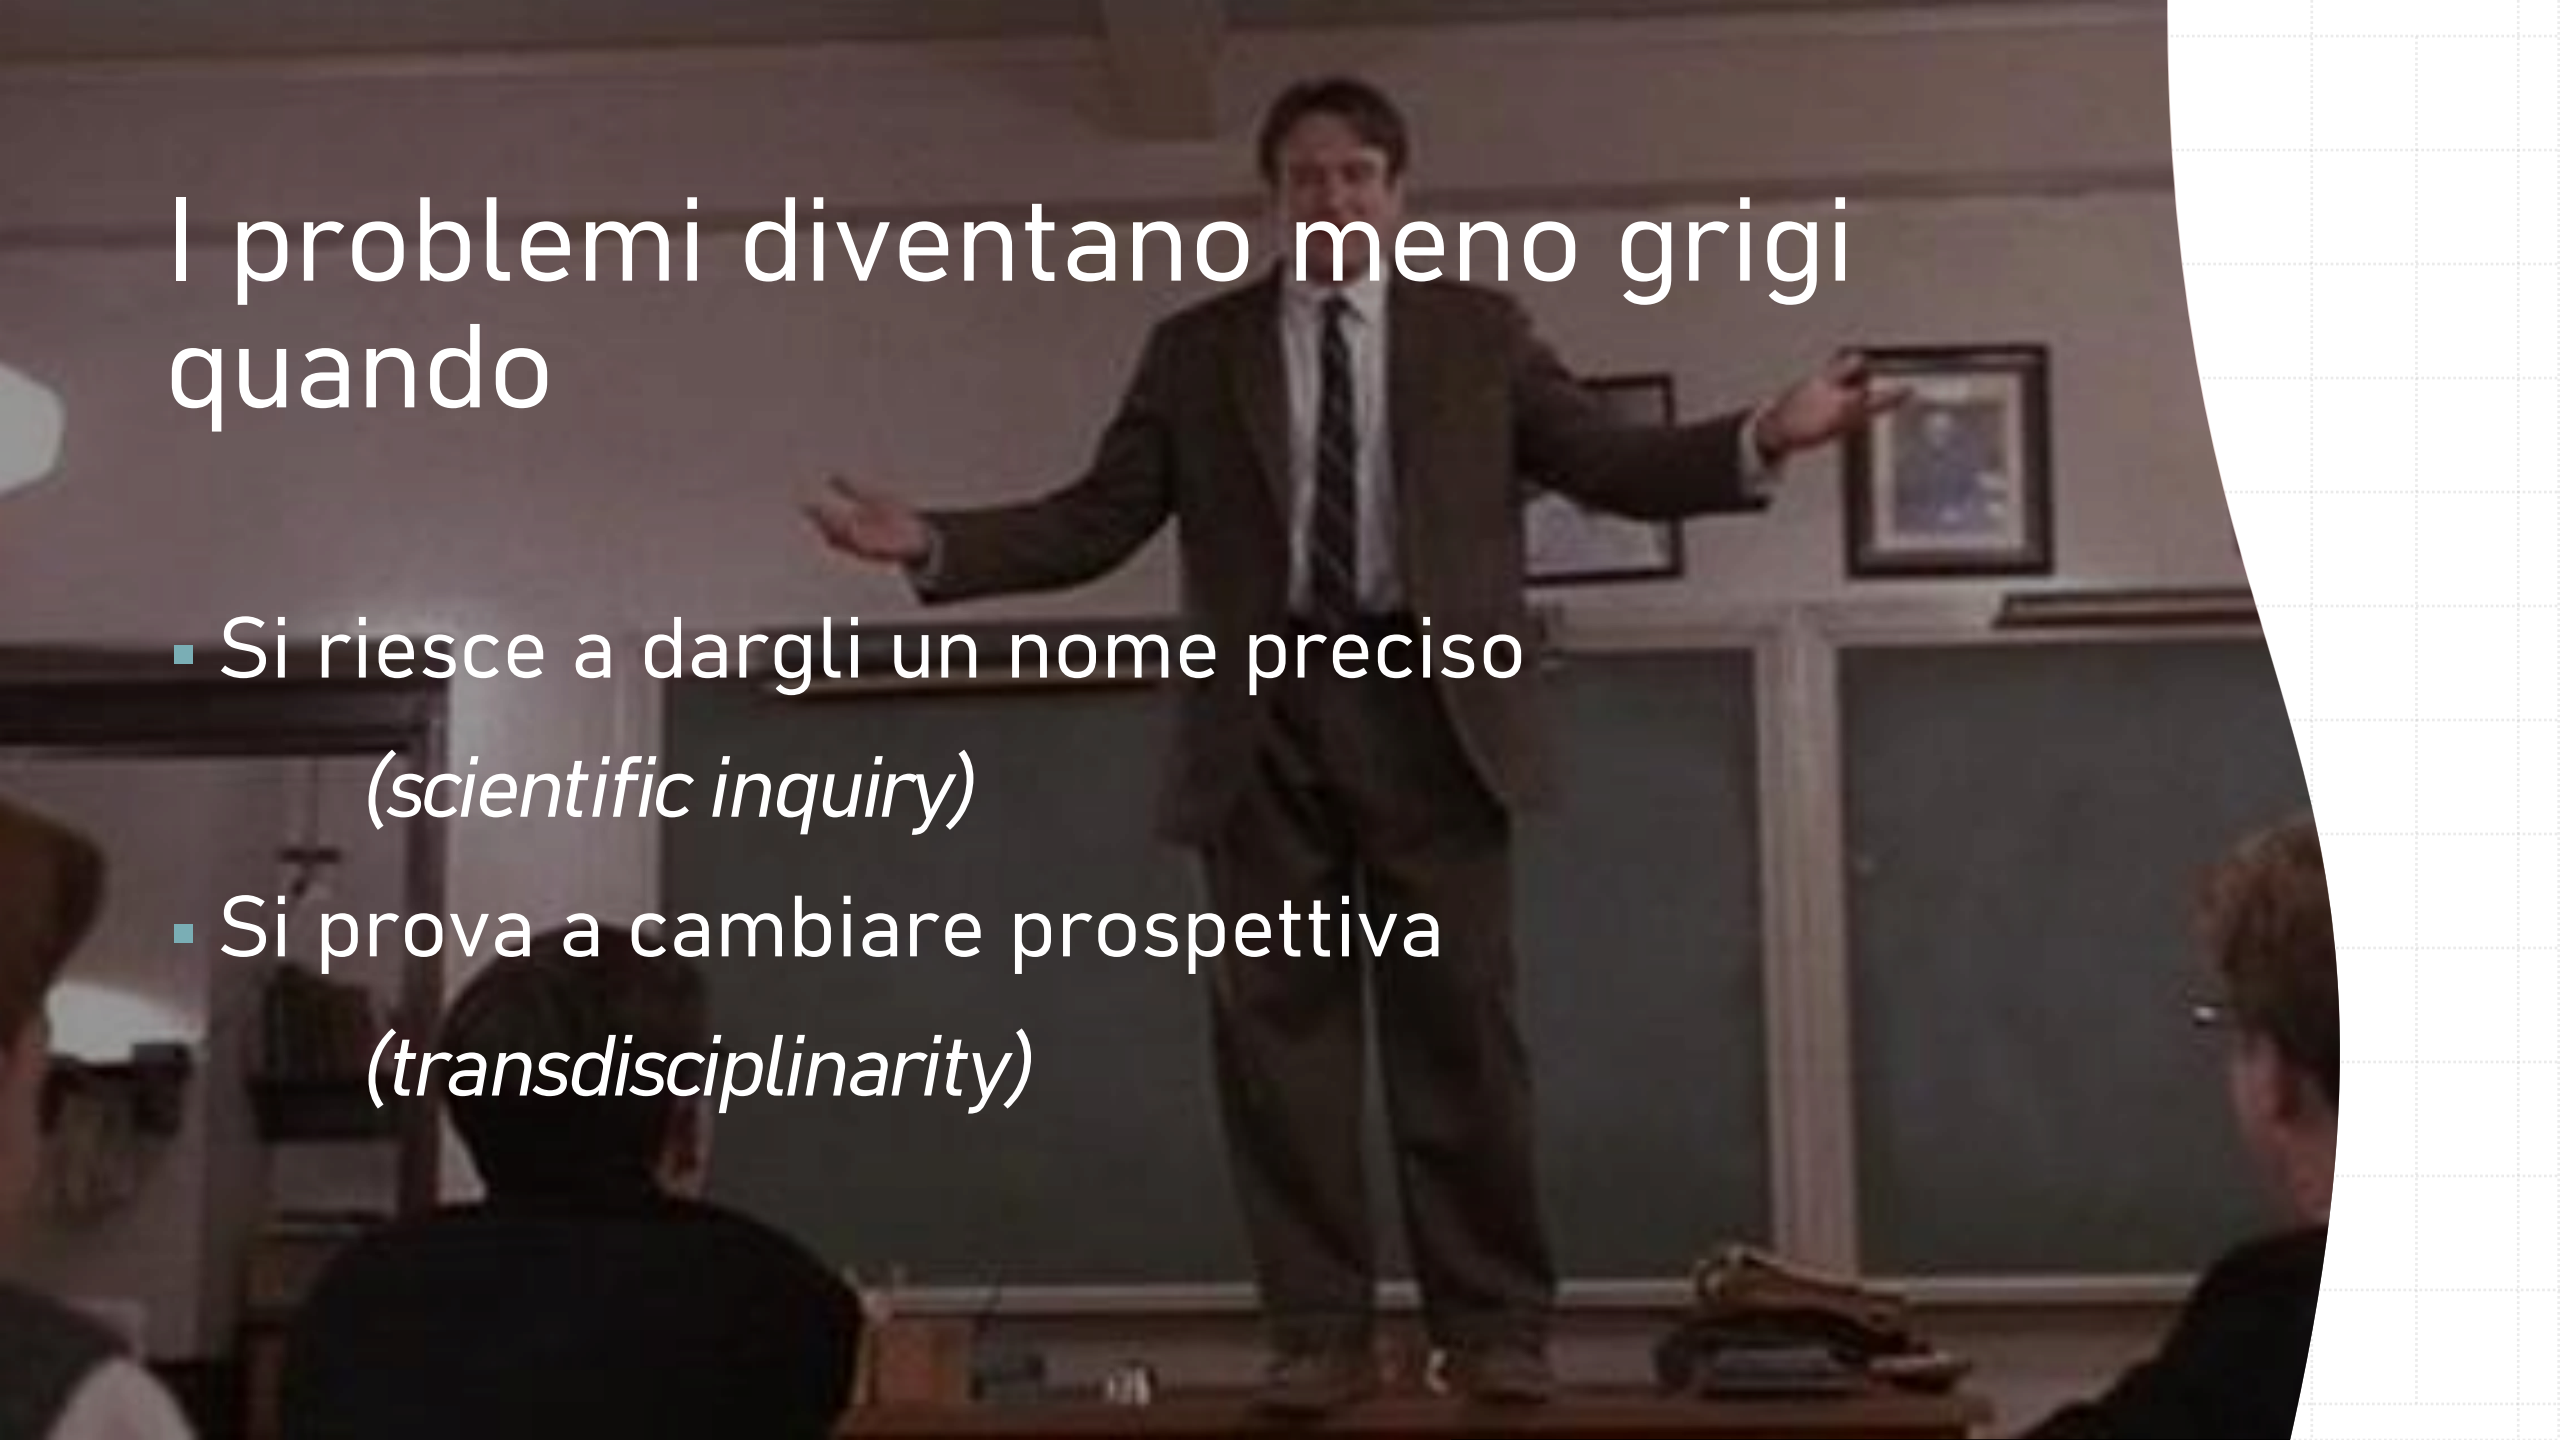 I problemi diventano meno grigi
quando
▪ Si riesce a dargli un nome preciso
(scientific inquiry)
▪ Si prova a cambiare prospettiva
(transdisciplinarity)